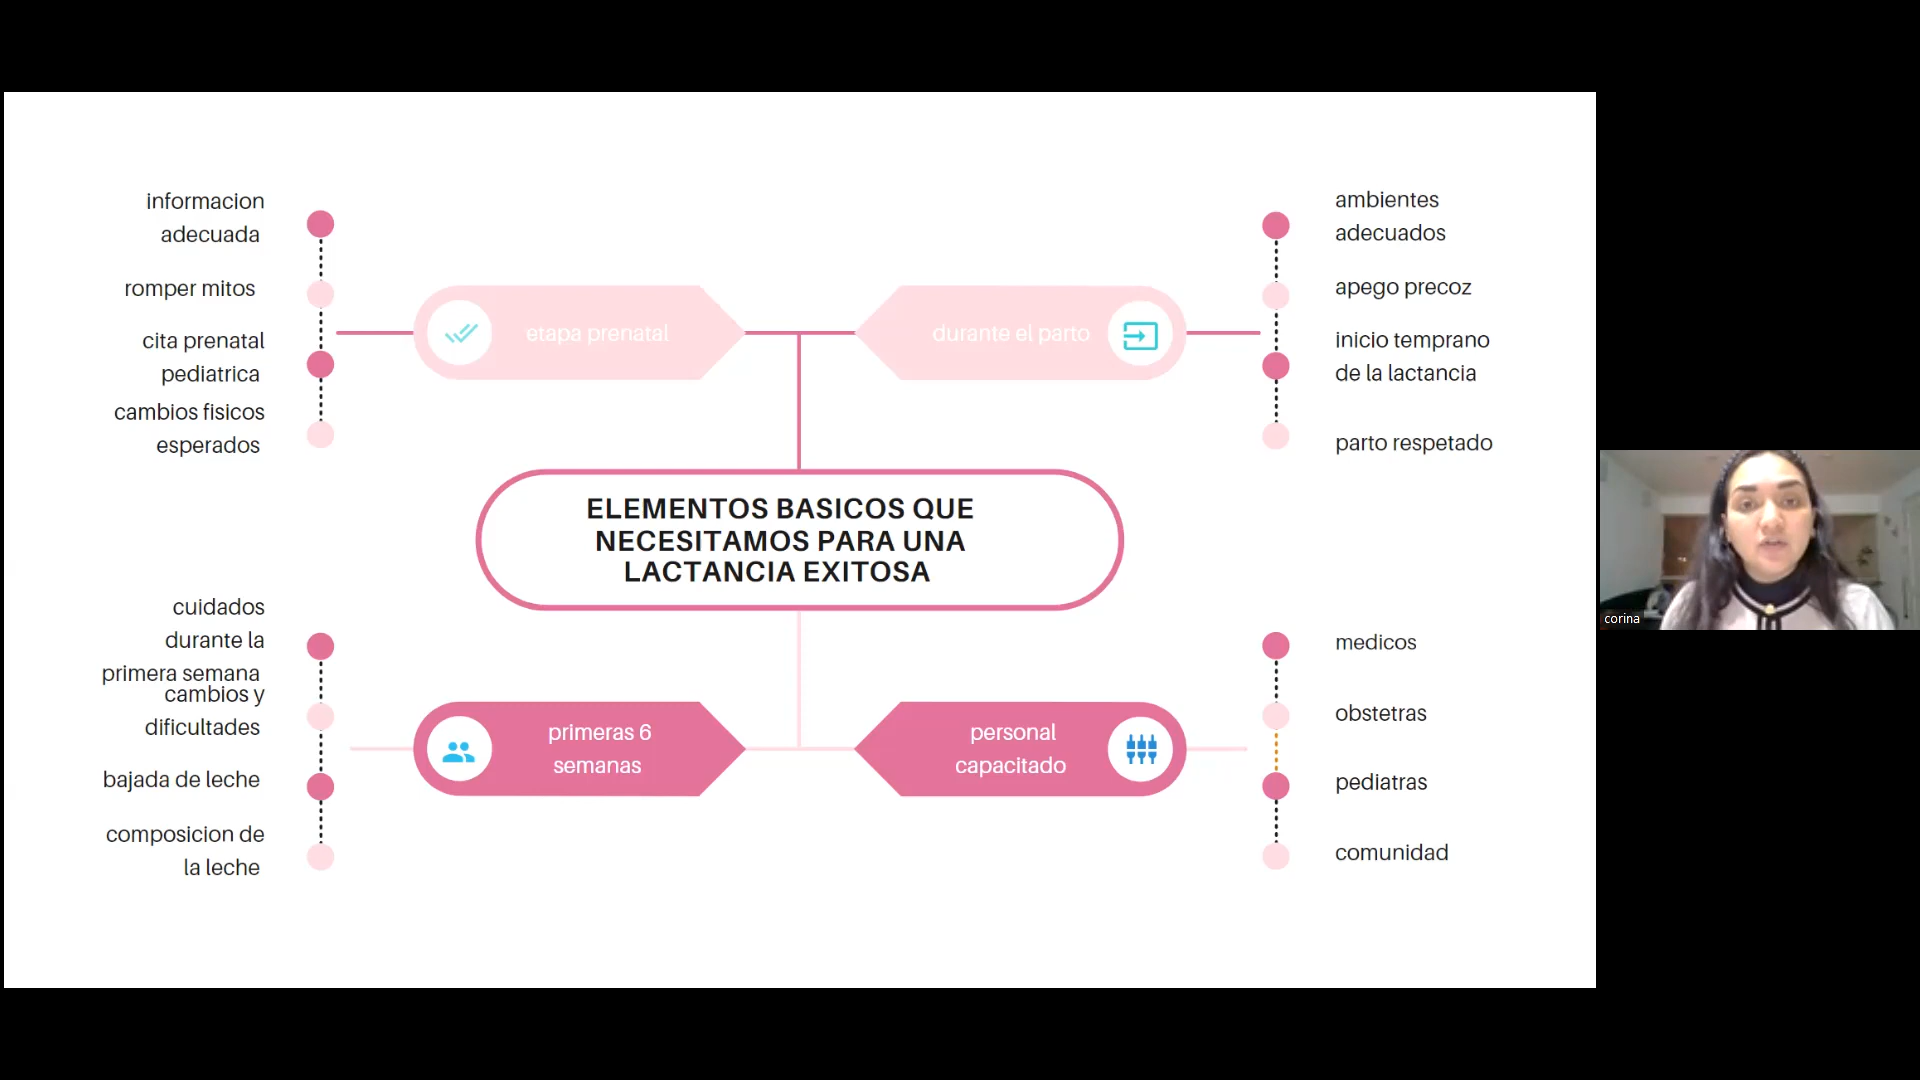 informacion
adecuada
romper mitos
cita prenatal
pediatrica
cambios fisicos
esperados
etapa prenatal
durante el parto
ambientes
adecuados
apego precoz
inicio temprano
de la lactancia
parto respetado
ELEMENTOS BASICOS QUE
NECESITAMOS PARA UNA
LACTANCIA EXITOSA
cuidados
durante la
primera semana
cambios y
dificultades
bajada de leche
composicion de
la leche
primeras 6
semanas
personal
capacitado
medicos
obstetras
pediatras
comunidad
corina